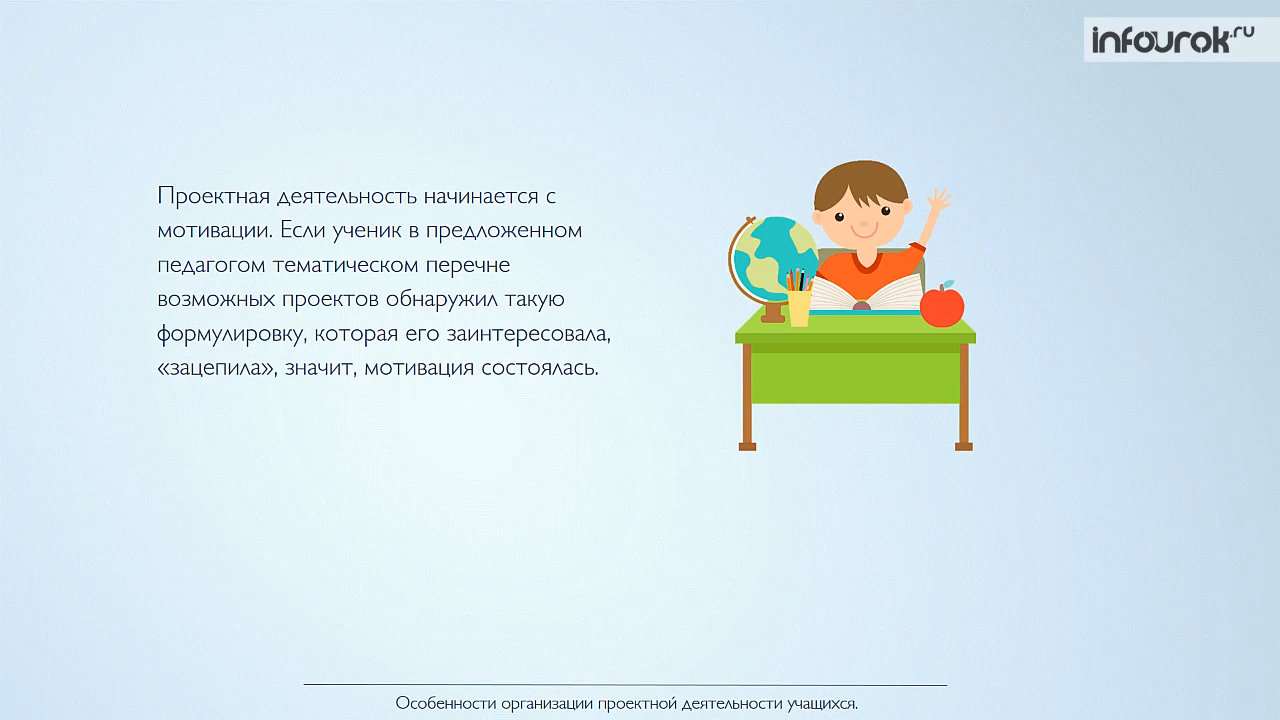 infourok.ru
Проектная деятельность начинается с
мотивации. Если ученик в предложенном
педагогом тематическом перечне
возможных проектов обнаружил такую
формулировку, которая его заинтересовала,
«зацепила», значит, мотивация состоялась.
Особенности организации проектной деятельности учащихся.